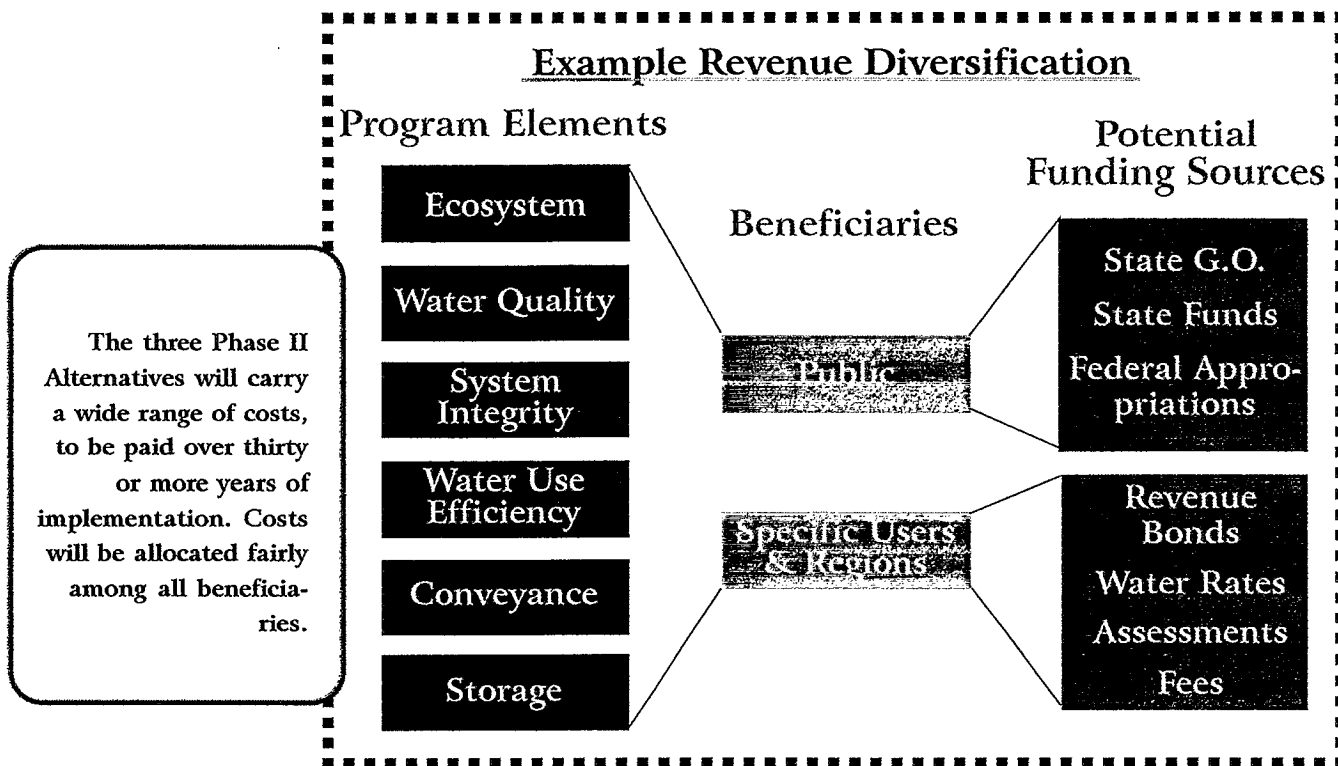 Example Revenue Diversification
Program Elements
Ecosystem
Water Quality
System
Integrity
Water Use
Efficiency
Conveyance
Storage
Beneficiaries
Public
Specific Users
& Regions
Potential
Funding Sources
State G.O.
State Funds
Federal Appro-
priations
Revenue
Bonds
Water Rates
Assessments
Fees
The three Phase II
Alternatives will carry
a wide range of costs,
to be paid over thirty
or more years of
implementation. Costs
will be allocated fairly
among all beneficia-
ries.